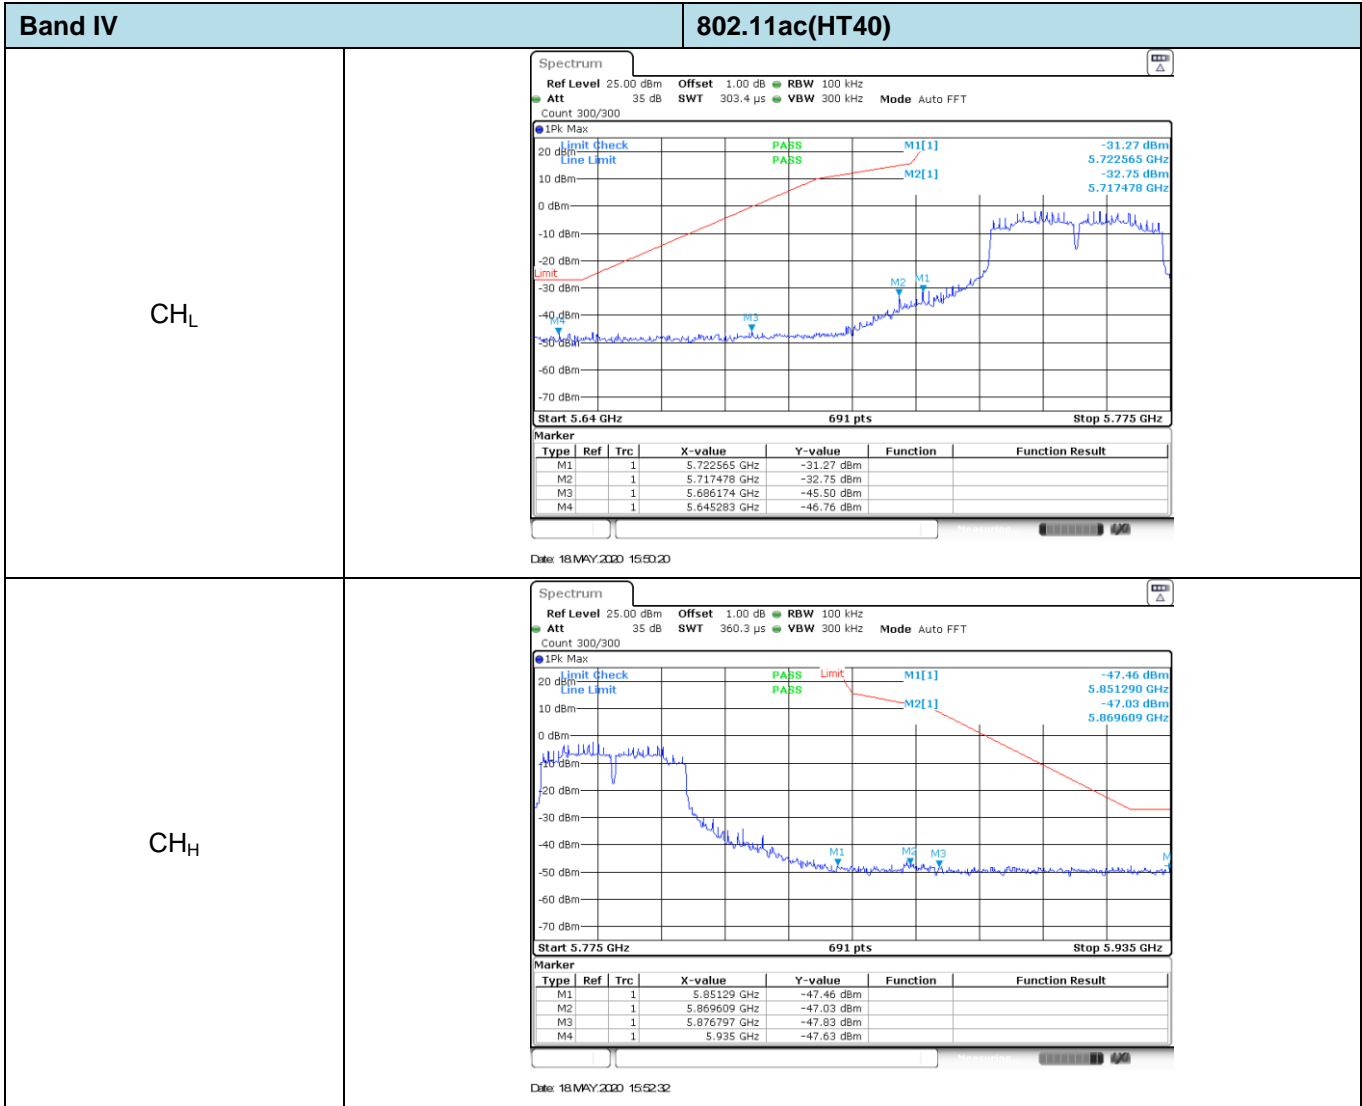 Band IV 802.11ac(HT40)
CHL
Spectrum
Ref Level 25.00 dBm Offset 1.00 dB RBW 100 kHz
Att 35 dB SWT 303.4 µs VBW 300 kHz Mode Auto FFT
Count 300/300
1Pk Max
Limit Check PASS M1[1] -31.27 dBm
20 dBm
Line Limit PASS 5.722565 GHz
M2[1] -32.75 dBm
10 dBm
5.717478 GHz
0 dBm
-10 dBm
-20 dBm
Limit
-30 dBm
M2 M1
-40 dBm
M4 M3
-50 dBm
-60 dBm
-70 dBm
Start 5.64 GHz 691 pts Stop 5.775 GHz
Marker
Type Ref Trc X-value Y-value Function Function Result
M1 1 5.722565 GHz -31.27 dBm
M2 1 5.717478 GHz -32.75 dBm
M3 1 5.686174 GHz -45.50 dBm
M4 1 5.645283 GHz -46.76 dBm
Measuring...
Date: 18.MAY.2020 15:50:20
CHH
Spectrum
Ref Level 25.00 dBm Offset 1.00 dB RBW 100 kHz
Att 35 dB SWT 360.3 µs VBW 300 kHz Mode Auto FFT
Count 300/300
1Pk Max
Limit Check PASS Limit M1[1] -47.46 dBm
20 dBm
Line Limit PASS 5.851290 GHz
M2[1] -47.03 dBm
10 dBm
5.869609 GHz
0 dBm
-10 dBm
-20 dBm
-30 dBm
-40 dBm
M1 M2 M3 M
-50 dBm
-60 dBm
-70 dBm
Start 5.775 GHz 691 pts Stop 5.935 GHz
Marker
Type Ref Trc X-value Y-value Function Function Result
M1 1 5.85129 GHz -47.46 dBm
M2 1 5.869609 GHz -47.03 dBm
M3 1 5.876797 GHz -47.83 dBm
M4 1 5.935 GHz -47.63 dBm
Measuring...
Date: 18.MAY.2020 15:52:32